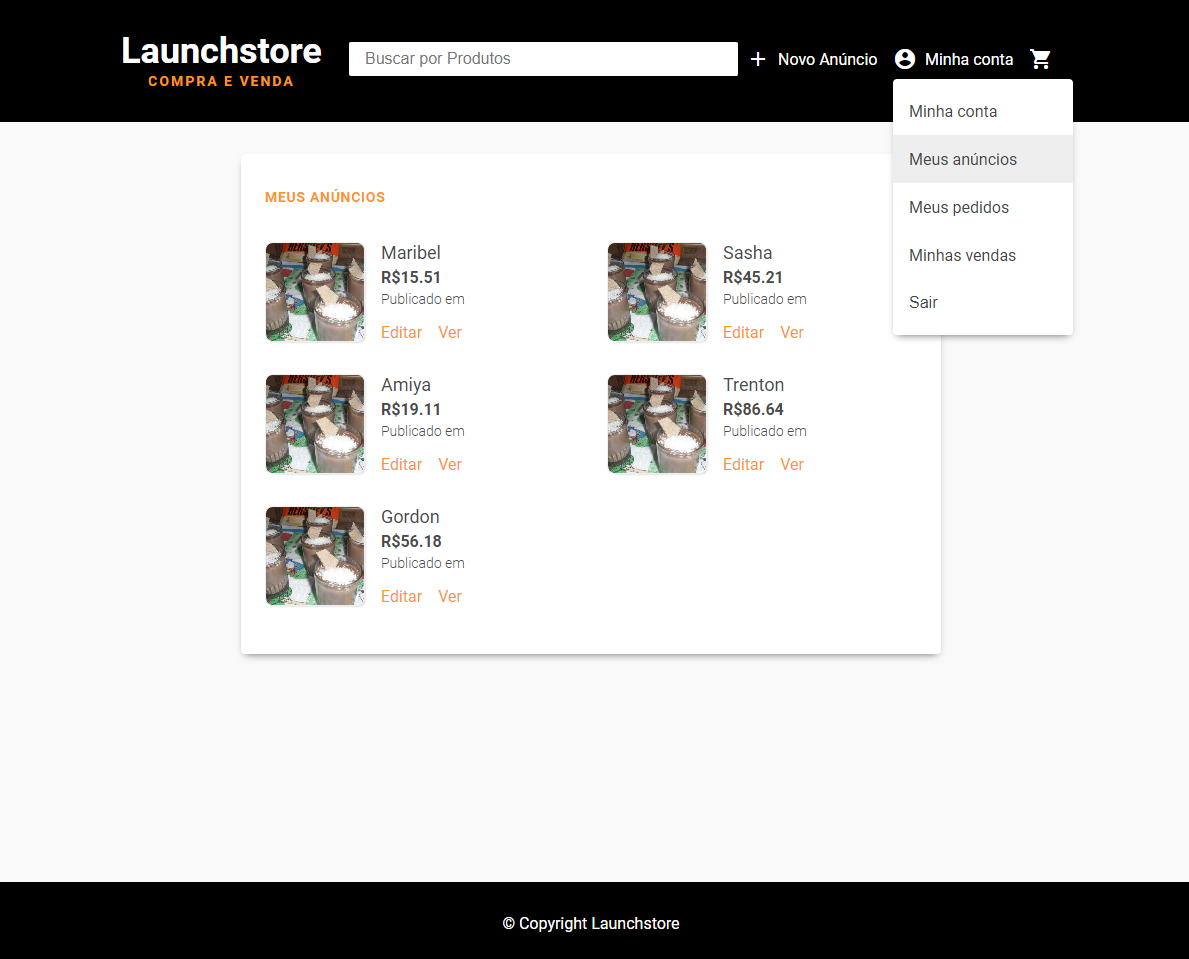 Launchstore
COMPRA E VENDA
Buscar por Produtos
Novo Anúncio
Minha conta
Minha conta
Meus anúncios
Meus pedidos
Minhas vendas
Sair
MEUS ANÚNCIOS
Maribel
R$15.51
Publicado em
Editar Ver
Sasha
R$45.21
Publicado em
Editar Ver
Amiya
R$19.11
Publicado em
Editar Ver
Trenton
R$86.64
Publicado em
Editar Ver
Gordon
R$56.18
Publicado em
Editar Ver
© Copyright Launchstore